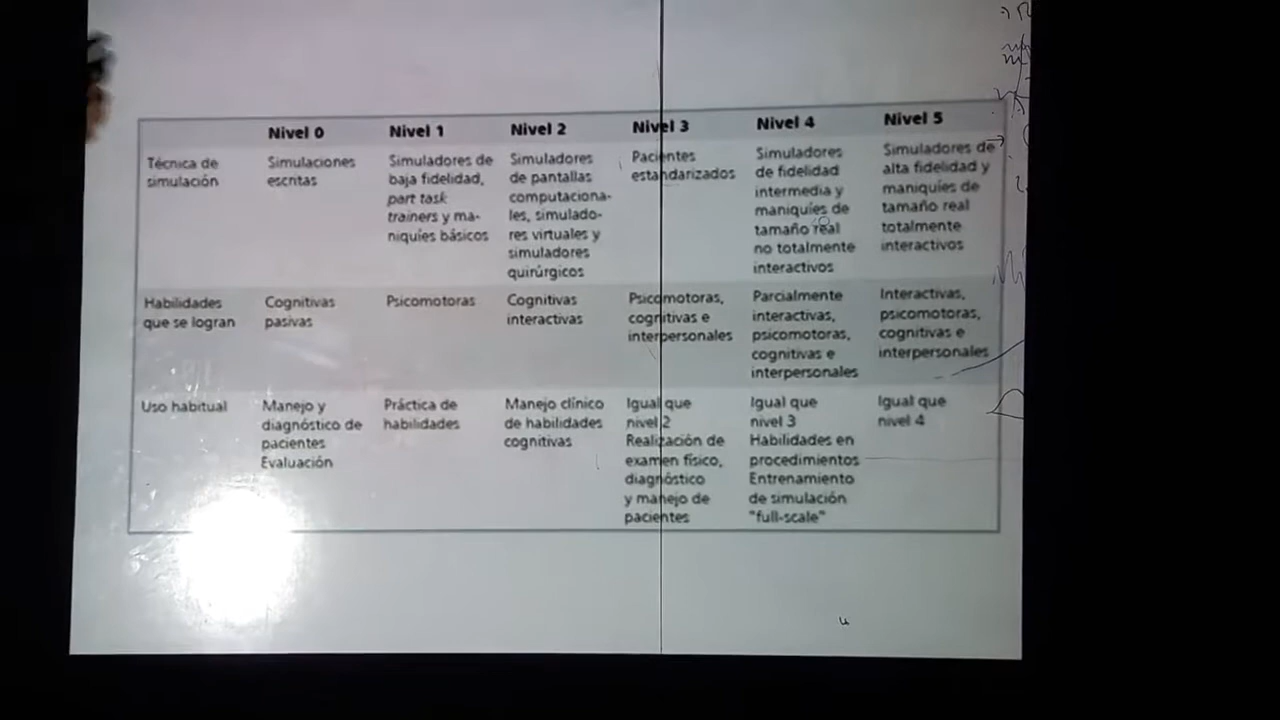 Nivel 0 Nivel 1 Nivel 2 Nivel 3 Nivel 4 Nivel 5
Técnica de
simulación
Simulaciones
escritas
Simuladores de
baja fidelidad,
part task
trainers y ma-
niquíes básicos
Simuladores
de pantallas
computaciona-
les, simulado-
res virtuales y
simuladores
quirúrgicos
Pacientes
estandarizados
Simuladores
de fidelidad
intermedia y
maniquíes de
tamaño real
no totalmente
interactivos
Simuladores de
alta fidelidad y
maniquíes de
tamaño real
totalmente
interactivos
Habilidades
que se logran
Cognitivas
pasivas
Psicomotoras
Cognitivas
interactivas
Psicomotoras,
cognitivas e
interpersonales
Parcialmente
interactivas,
psicomotoras,
cognitivas e
interpersonales
Interactivas,
psicomotoras,
cognitivas e
interpersonales
Uso habitual
Manejo y
diagnóstico de
pacientes
Evaluación
Práctica de
habilidades
Manejo clínico
de habilidades
cognitivas
Igual que
nivel 2
Realización de
examen físico,
diagnóstico
y manejo de
pacientes
Igual que
nivel 3
Habilidades en
procedimientos
Entrenamiento
de simulación
"full-scale"
Igual que
nivel 4